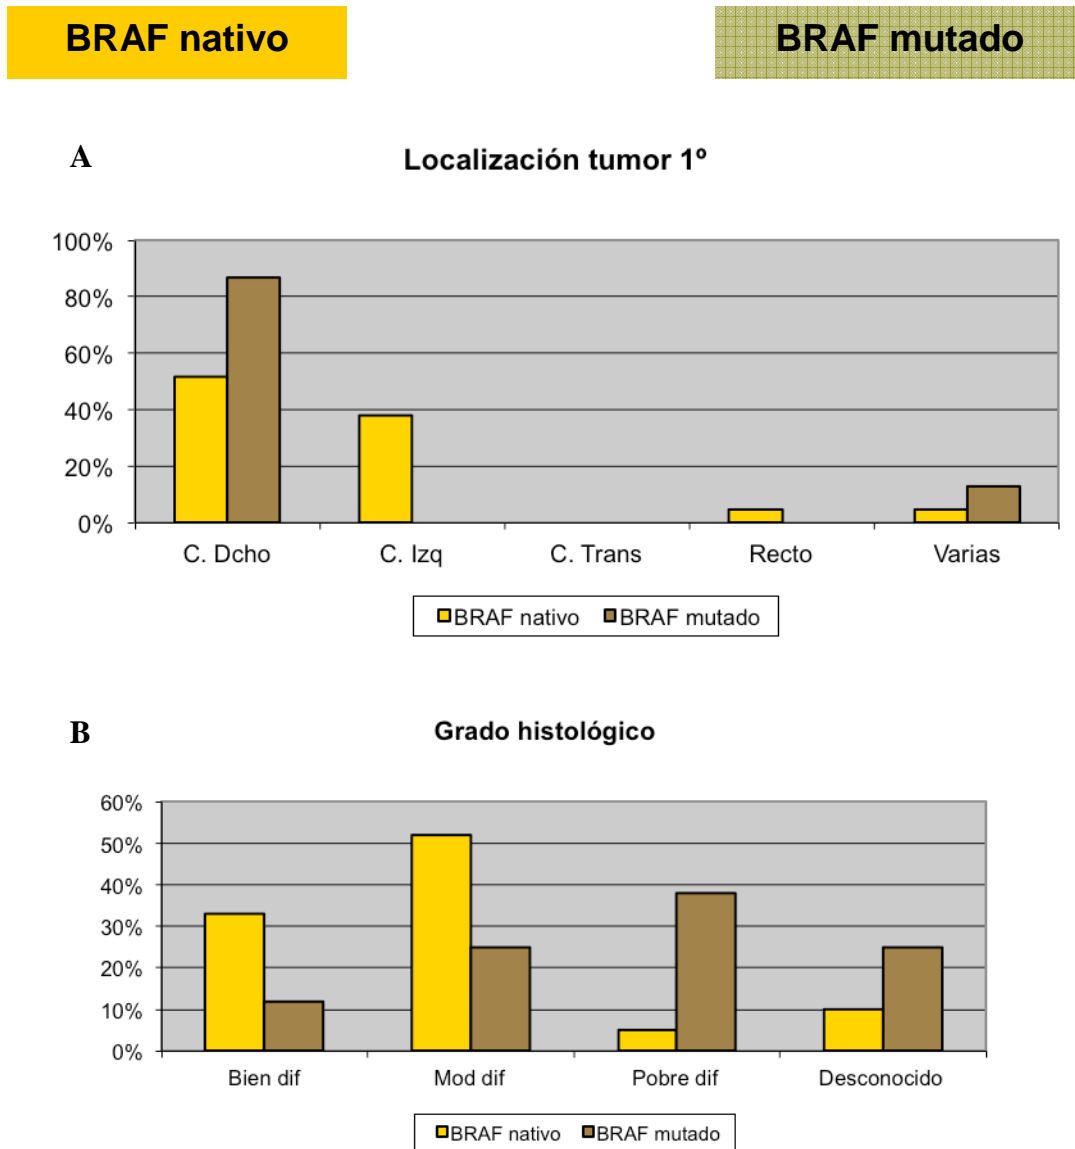 BRAF nativo
BRAF mutado
A
Localización tumor 1º
100%
80%
60%
40%
20%
0%
C. Dcho C. Izq C. Trans Recto Varias
BRAF nativo BRAF mutado
B
Grado histológico
60%
50%
40%
30%
20%
10%
0%
Bien dif Mod dif Pobre dif Desconocido
BRAF nativo BRAF mutado